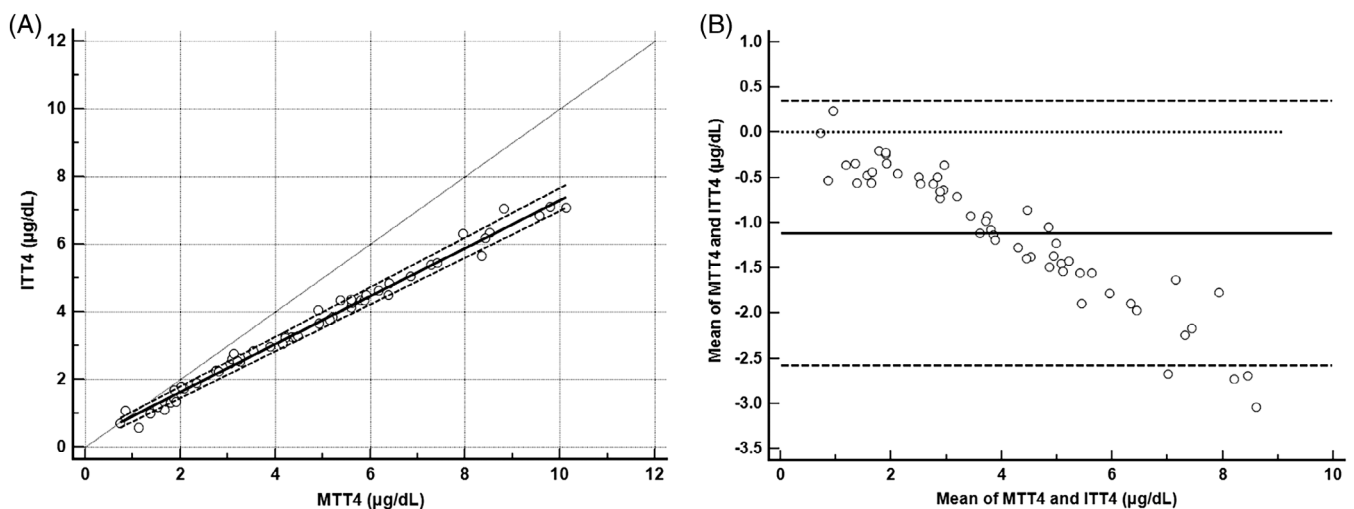 (A)
12
10
8
6
4
2
0
ITT4 (µg/dL)
0 2 4 6 8 10 12
MTT4 (µg/dL)
(B)
1.0
0.5
0.0
-0.5
-1.0
-1.5
-2.0
-2.5
-3.0
-3.5
Mean of MTT4 and ITT4 (µg/dL)
0 2 4 6 8 10
Mean of MTT4 and ITT4 (µg/dL)